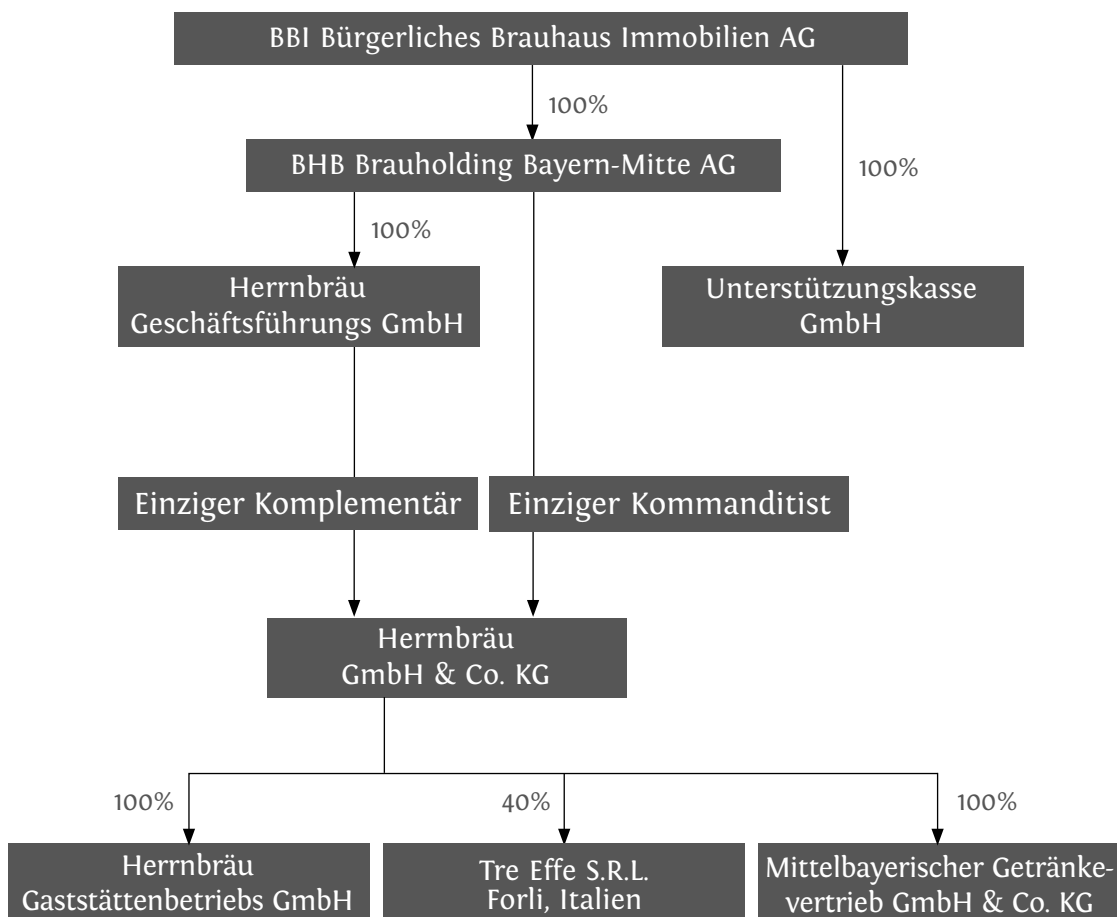 BBI Bürgerliches Brauhaus Immobilien AG
100%
BHB Brauholding Bayern-Mitte AG
100%
100%
Herrnbräu
Geschäftsführungs GmbH
Unterstützungskasse
GmbH
Einziger Komplementär
Einziger Kommanditist
Herrnbräu
GmbH & Co. KG
100%
40%
100%
Herrnbräu
Gaststättenbetriebs GmbH
Tre Effe S.R.L.
Forli, Italien
Mittelbayerischer Getränke-
vertrieb GmbH & Co. KG